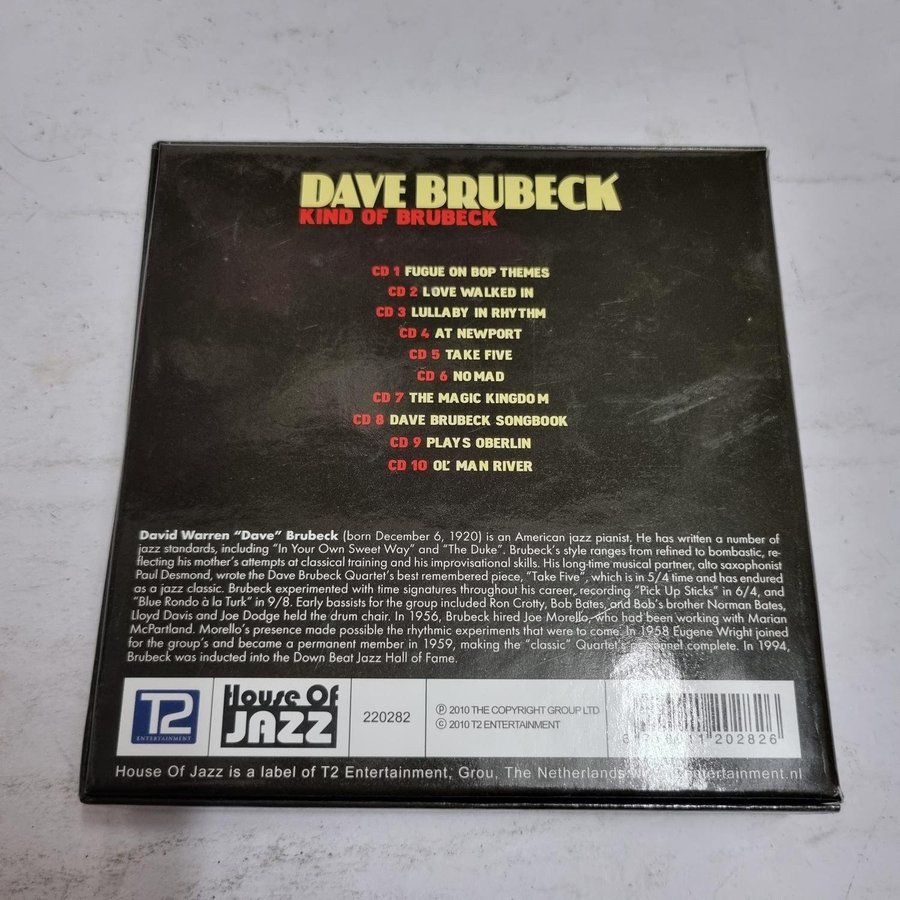 DAVE BRUBECK
KIND OF BRUBECK
CD 1 FUGUE ON BOP THEMES
CD 2 LOVE WALKED IN
CD 3 LULLABY IN RHYTHM
CD 4 AT NEWPORT
CD 5 TAKE FIVE
CD 6 NOMAD
CD 7 THE MAGIC KINGDOM
CD 8 DAVE BRUBECK SONGBOOK
CD 9 PLAYS OBERLIN
CD 10 OL' MAN RIVER
David Warren "Dave" Brubeck (born December 6, 1920) is an American jazz pianist. He has written a number of
jazz standards, including "In Your Own Sweet Way" and "The Duke". Brubeck's style ranges from refined to bombastic, re-
flecting his mother's attempts at classical training and his improvisational skills. His long-time musical partner, alto saxophonist
Paul Desmond, wrote the Dave Brubeck Quartet's best remembered piece, "Take Five", which is in 5/4 time and has endured
as a jazz classic. Brubeck experimented with time signatures throughout his career, recording "Pick Up Sticks" in 6/4, and
"Blue Rondo à la Turk" in 9/8. Early bassists for the group included Ron Crotty, Bob Bates, and Bob's brother Norman Bates,
Lloyd Davis and Joe Dodge held the drum chair. In 1956, Brubeck hired Joe Morello, who had been working with Marian
McPartland. Morello's presence made possible the rhythmic experiments that were to come. In 1958 Eugene Wright joined
for the group's and became a permanent member in 1959, making the "classic" Quartet's personnel complete. In 1994,
Brubeck was inducted into the Down Beat Jazz Hall of Fame.
T2
ENTERTAINMENT
House Of
JAZZ
220282
℗ 2010 THE COPYRIGHT GROUP LTD
© 2010 T2 ENTERTAINMENT
202826
House Of Jazz is a label of T2 Entertainment, Grou, The Netherlands